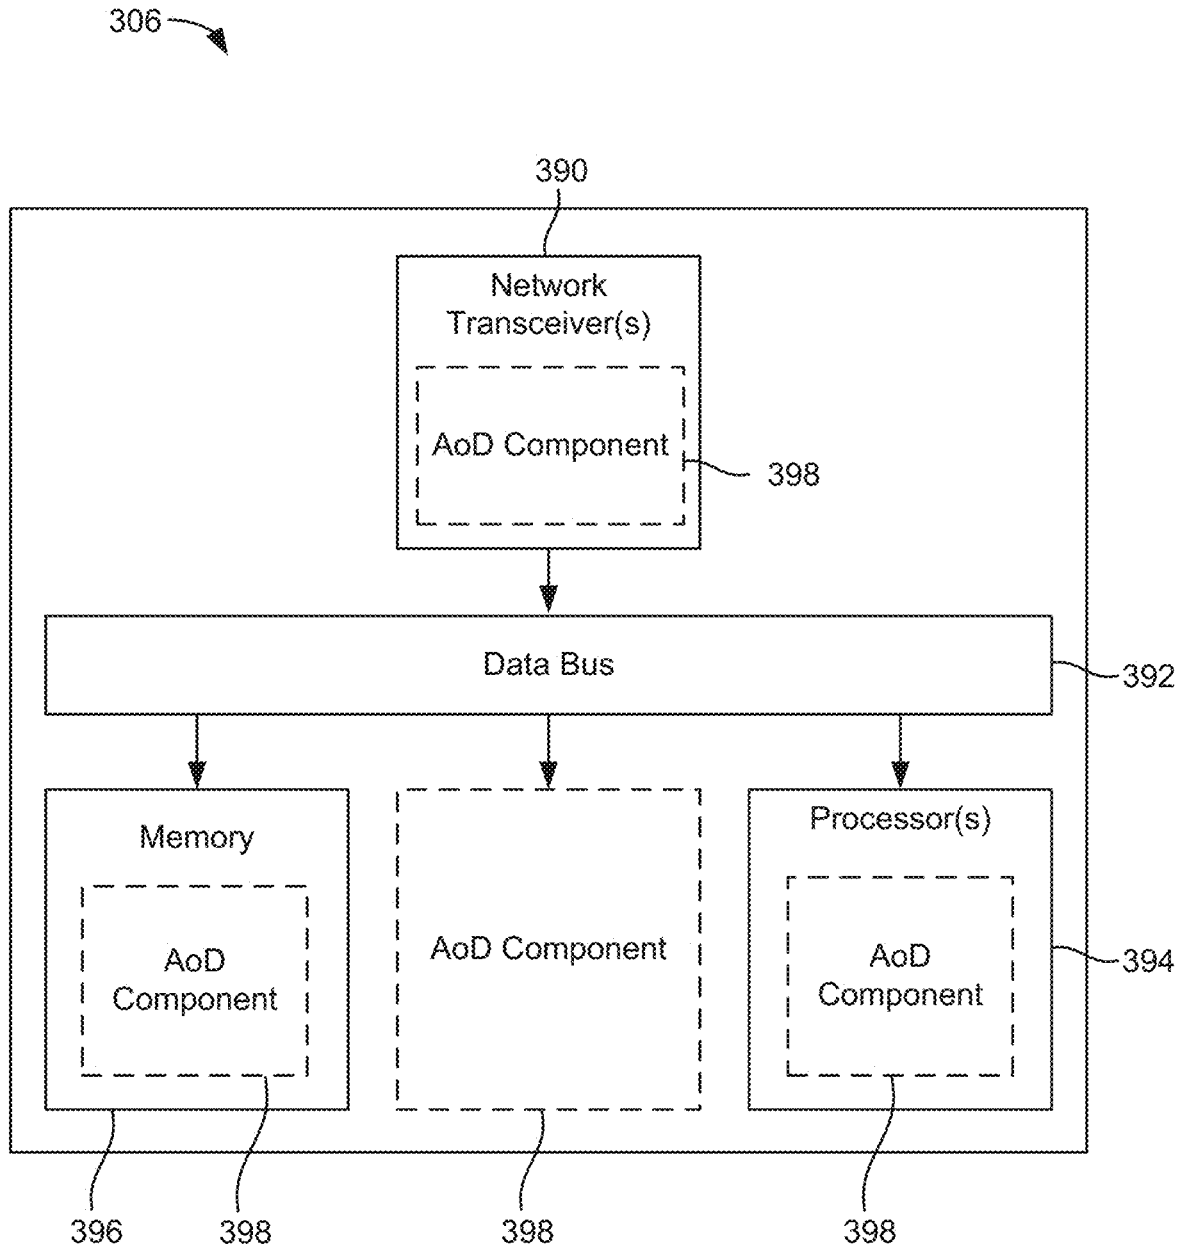 306
390
Network
Transceiver(s)
AoD Component
398
Data Bus
392
Memory
AoD
Component
AoD Component
Processor(s)
AoD
Component
394
396
398
398
398